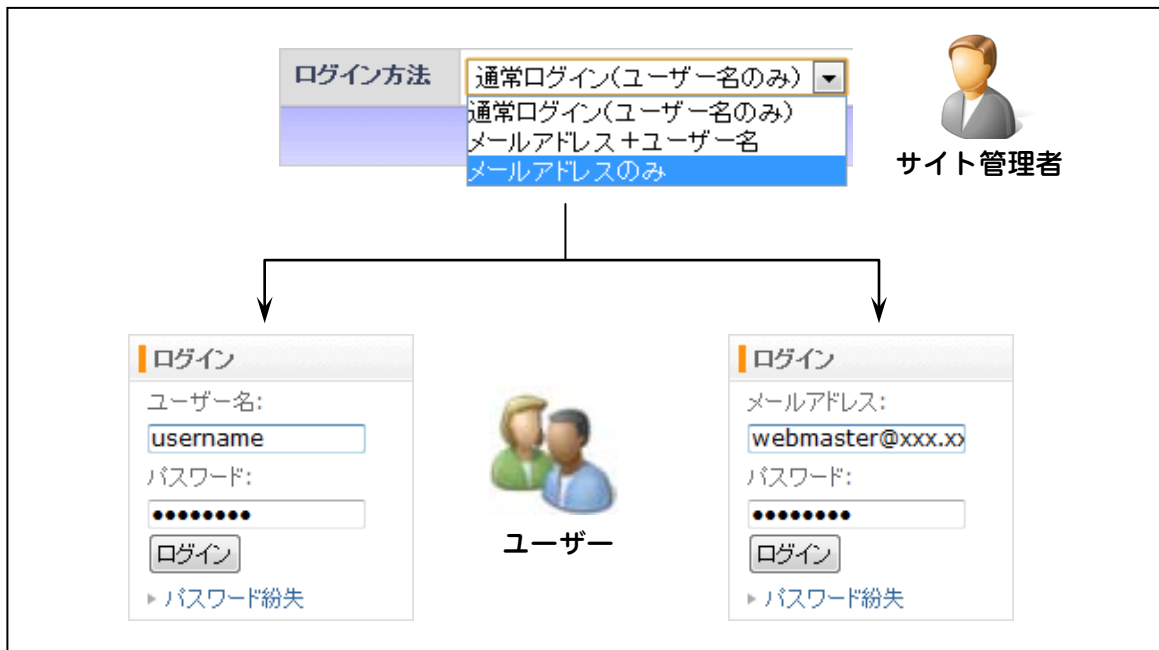 ログイン方法
通常ログイン(ユーザー名のみ)
通常ログイン(ユーザー名のみ)
メールアドレス+ユーザー名
メールアドレスのみ
サイト管理者
ログイン
ユーザー名:
username
パスワード:
●●●●●●●●
ログイン
パスワード紛失
ユーザー
ログイン
メールアドレス:
webmaster@xxx.xx
パスワード:
●●●●●●●●
ログイン
パスワード紛失